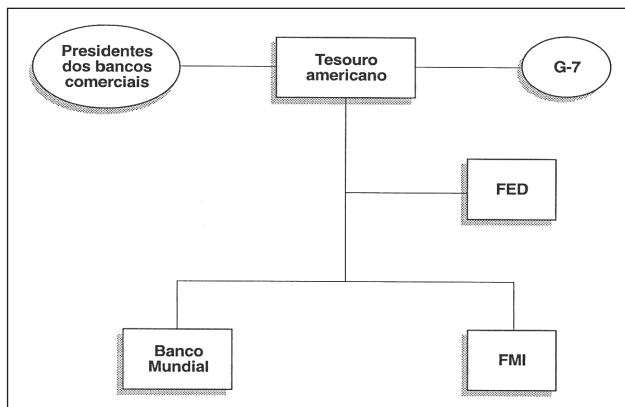 Presidentes
dos bancos
comerciais
Tesouro
americano
G-7
FED
Banco
Mundial
FMI